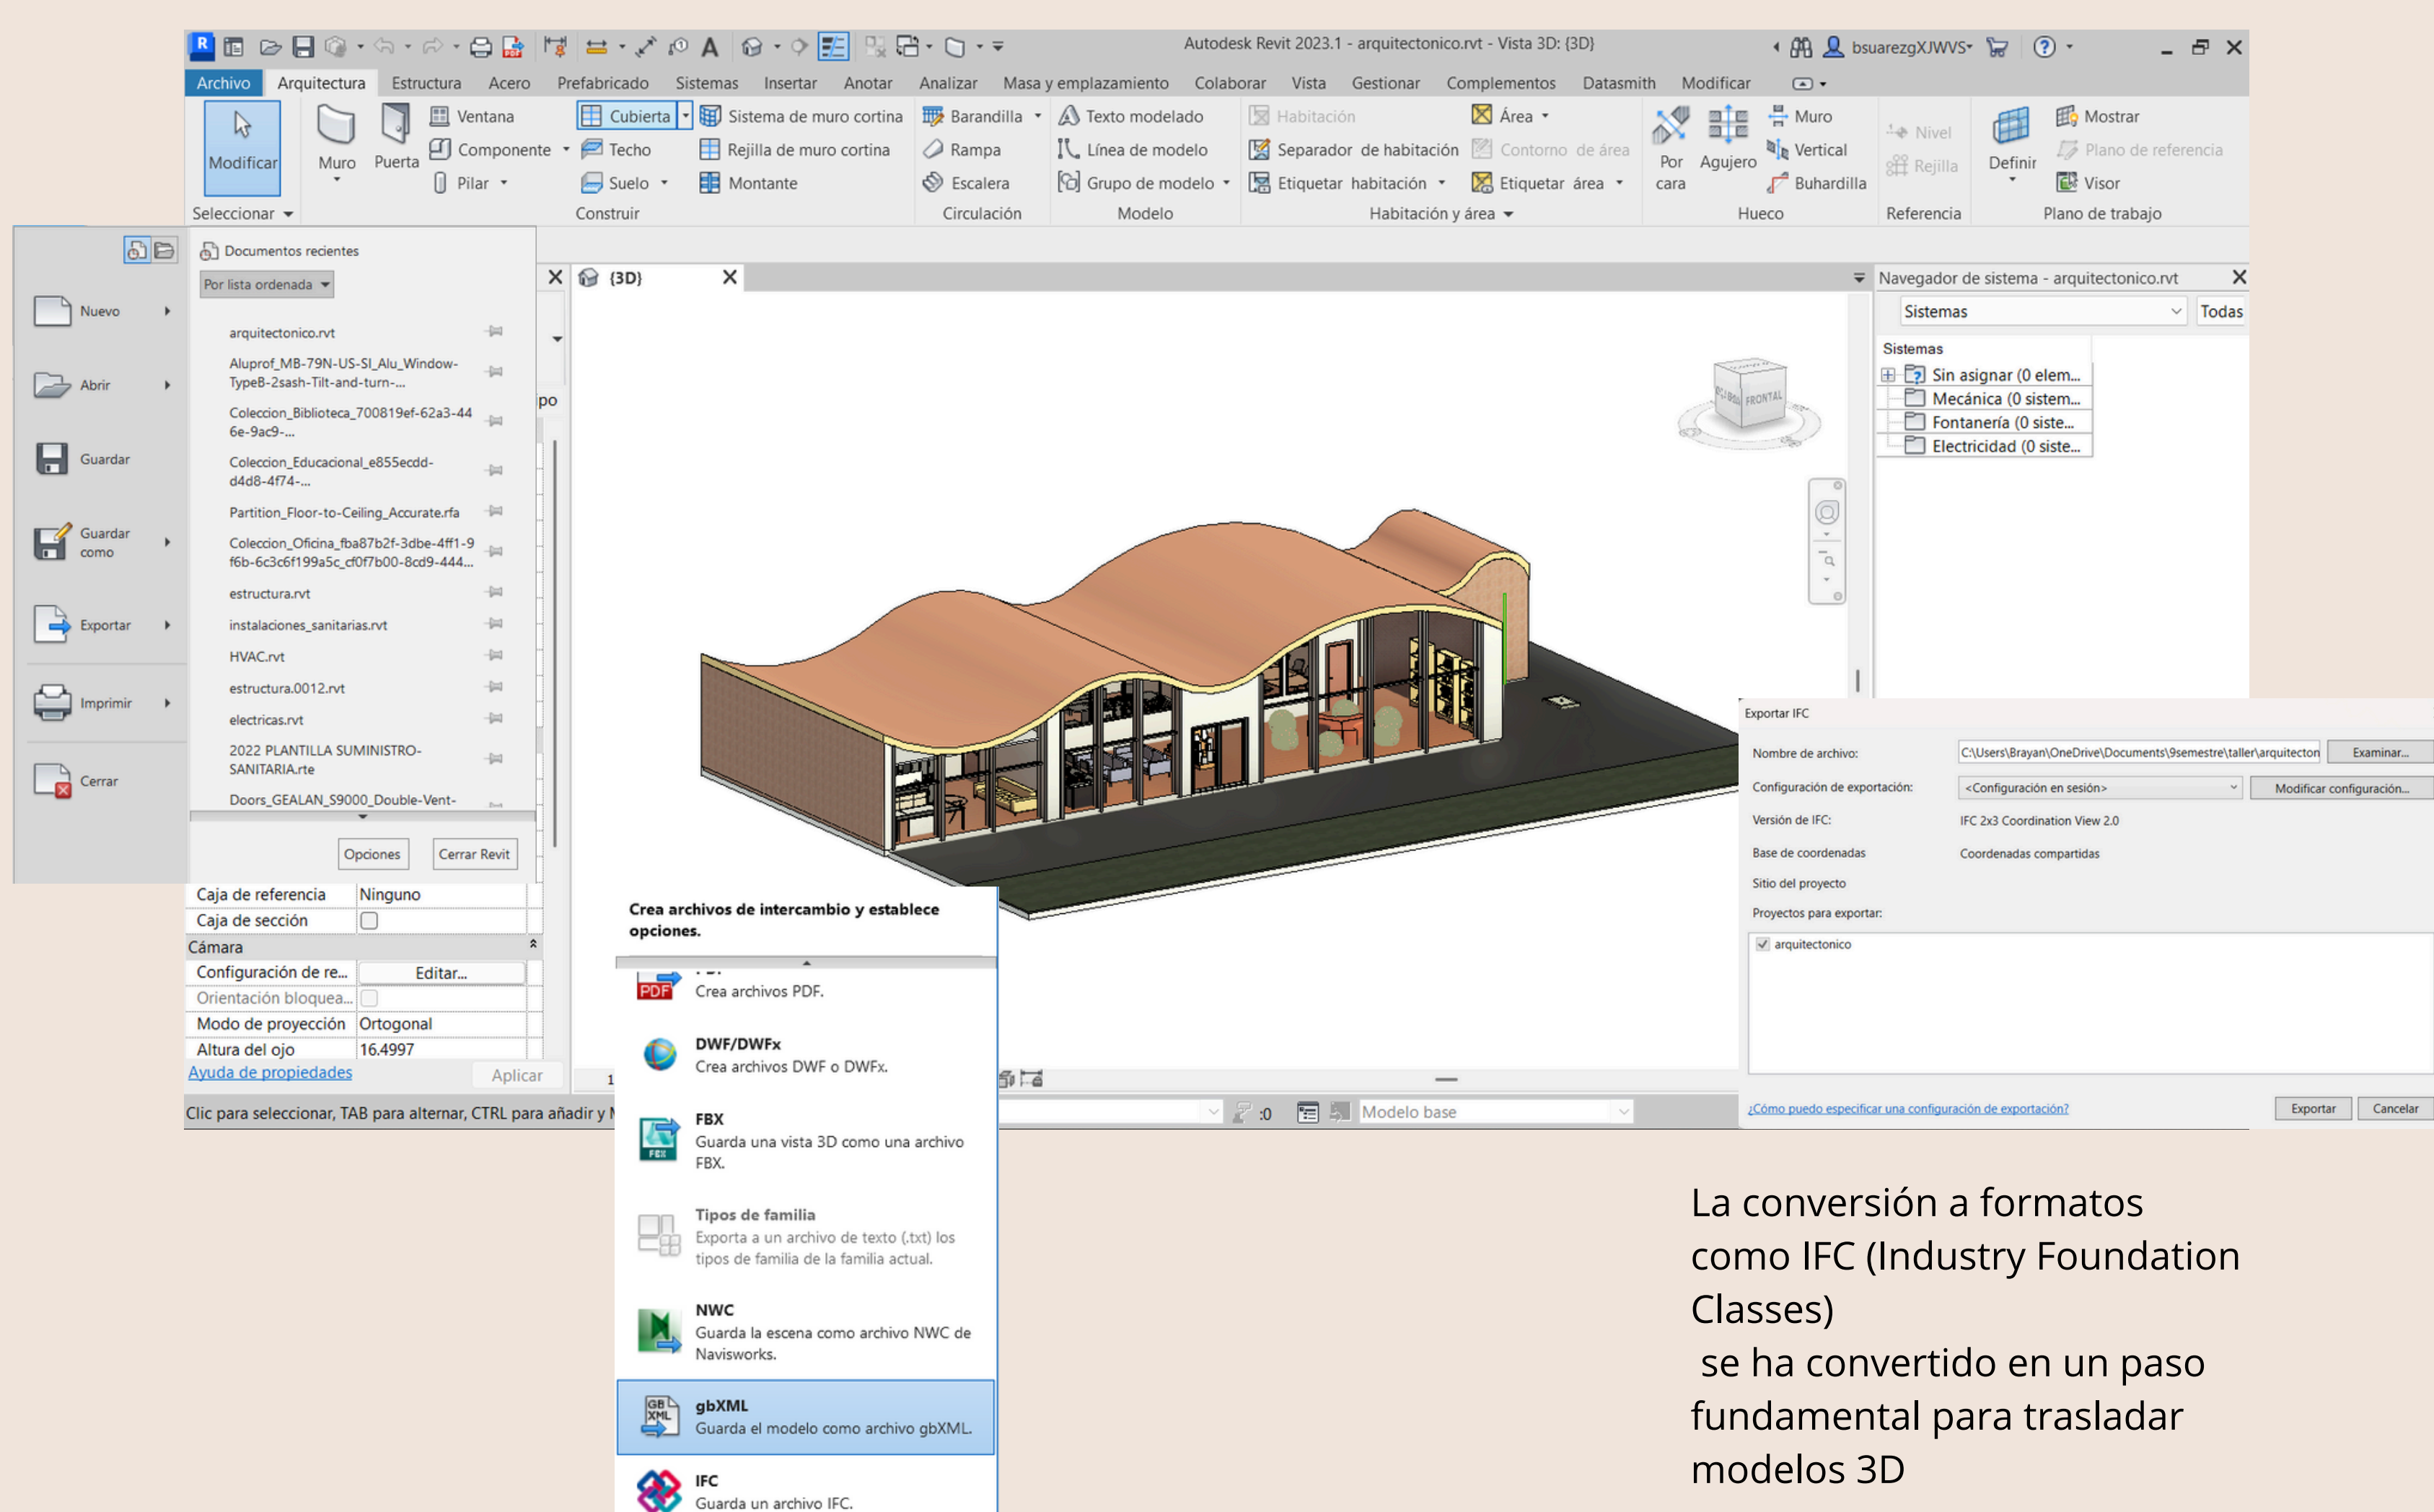 Autodesk Revit 2023.1 - arquitectonico.rvt - Vista 3D: {3D}
bsuarezgXJWVS
Archivo Arquitectura Estructura Acero Prefabricado Sistemas Insertar Anotar Analizar Masa y emplazamiento Colaborar Vista Gestionar Complementos Datasmith Modificar
Modificar
Muro
Puerta
Ventana
Componente
Pilar
Cubierta
Techo
Suelo
Sistema de muro cortina
Rejilla de muro cortina
Montante
Barandilla
Rampa
Escalera
Texto modelado
Línea de modelo
Grupo de modelo
Habitación
Separador de habitación
Etiquetar habitación
Área
Contorno de área
Etiquetar área
Por cara
Agujero
Muro
Vertical
Buhardilla
Nivel
Rejilla
Definir
Mostrar
Plano de referencia
Visor
Seleccionar Construir Circulación Modelo Habitación y área Hueco Referencia Plano de trabajo
Nuevo
Abrir
Guardar
Guardar
como
Exportar
Imprimir
Cerrar
Documentos recientes
Por lista ordenada
arquitectonico.rvt
Aluprof_MB-79N-US-SI_Alu_Window-
TypeB-2sash-Tilt-and-turn-...
Coleccion_Biblioteca_700819ef-62a3-44
6e-9ac9-...
Coleccion_Educacional_e855ecdd-
d4d8-4f74-...
Partition_Floor-to-Ceiling_Accurate.rfa
Coleccion_Oficina_fba87b2f-3dbe-4ff1-9
f6b-6c3c6f199a5c_cf0f7b00-8cd9-444...
estructura.rvt
instalaciones_sanitarias.rvt
HVAC.rvt
estructura.0012.rvt
electricas.rvt
2022 PLANTILLA SUMINISTRO-
SANITARIA.rte
Doors_GEALAN_S9000_Double-Vent-
Opciones Cerrar Revit
po
{3D}
FRONTAL
Navegador de sistema - arquitectonico.rvt
Sistemas Todas
Sistemas
Sin asignar (0 elem...
Mecánica (0 sistem...
Fontanería (0 siste...
Electricidad (0 siste...
Caja de referencia Ninguno
Caja de sección
Cámara
Configuración de re... Editar...
Orientación bloquea...
Modo de proyección Ortogonal
Altura del ojo 16.4997
Ayuda de propiedades Aplicar
1
Clic para seleccionar, TAB para alternar, CTRL para añadir y
:0 Modelo base
Crea archivos de intercambio y establece
opciones.
PDF
Crea archivos PDF.
DWF/DWFx
Crea archivos DWF o DWFx.
FBX
FBX
Guarda una vista 3D como una archivo
FBX.
Tipos de familia
Exporta a un archivo de texto (.txt) los
tipos de familia de la familia actual.
NWC
Guarda la escena como archivo NWC de
Navisworks.
GB XML
gbXML
Guarda el modelo como archivo gbXML.
IFC
Guarda un archivo IFC.
Exportar IFC
Nombre de archivo: C:\Users\Brayan\OneDrive\Documents\9semestre\taller\arquitecton Examinar...
Configuración de exportación: <Configuración en sesión> Modificar configuración...
Versión de IFC: IFC 2x3 Coordination View 2.0
Base de coordenadas Coordenadas compartidas
Sitio del proyecto
Proyectos para exportar:
arquitectonico
¿Cómo puedo especificar una configuración de exportación? Exportar Cancelar
La conversión a formatos
como IFC (Industry Foundation
Classes)
se ha convertido en un paso
fundamental para trasladar
modelos 3D